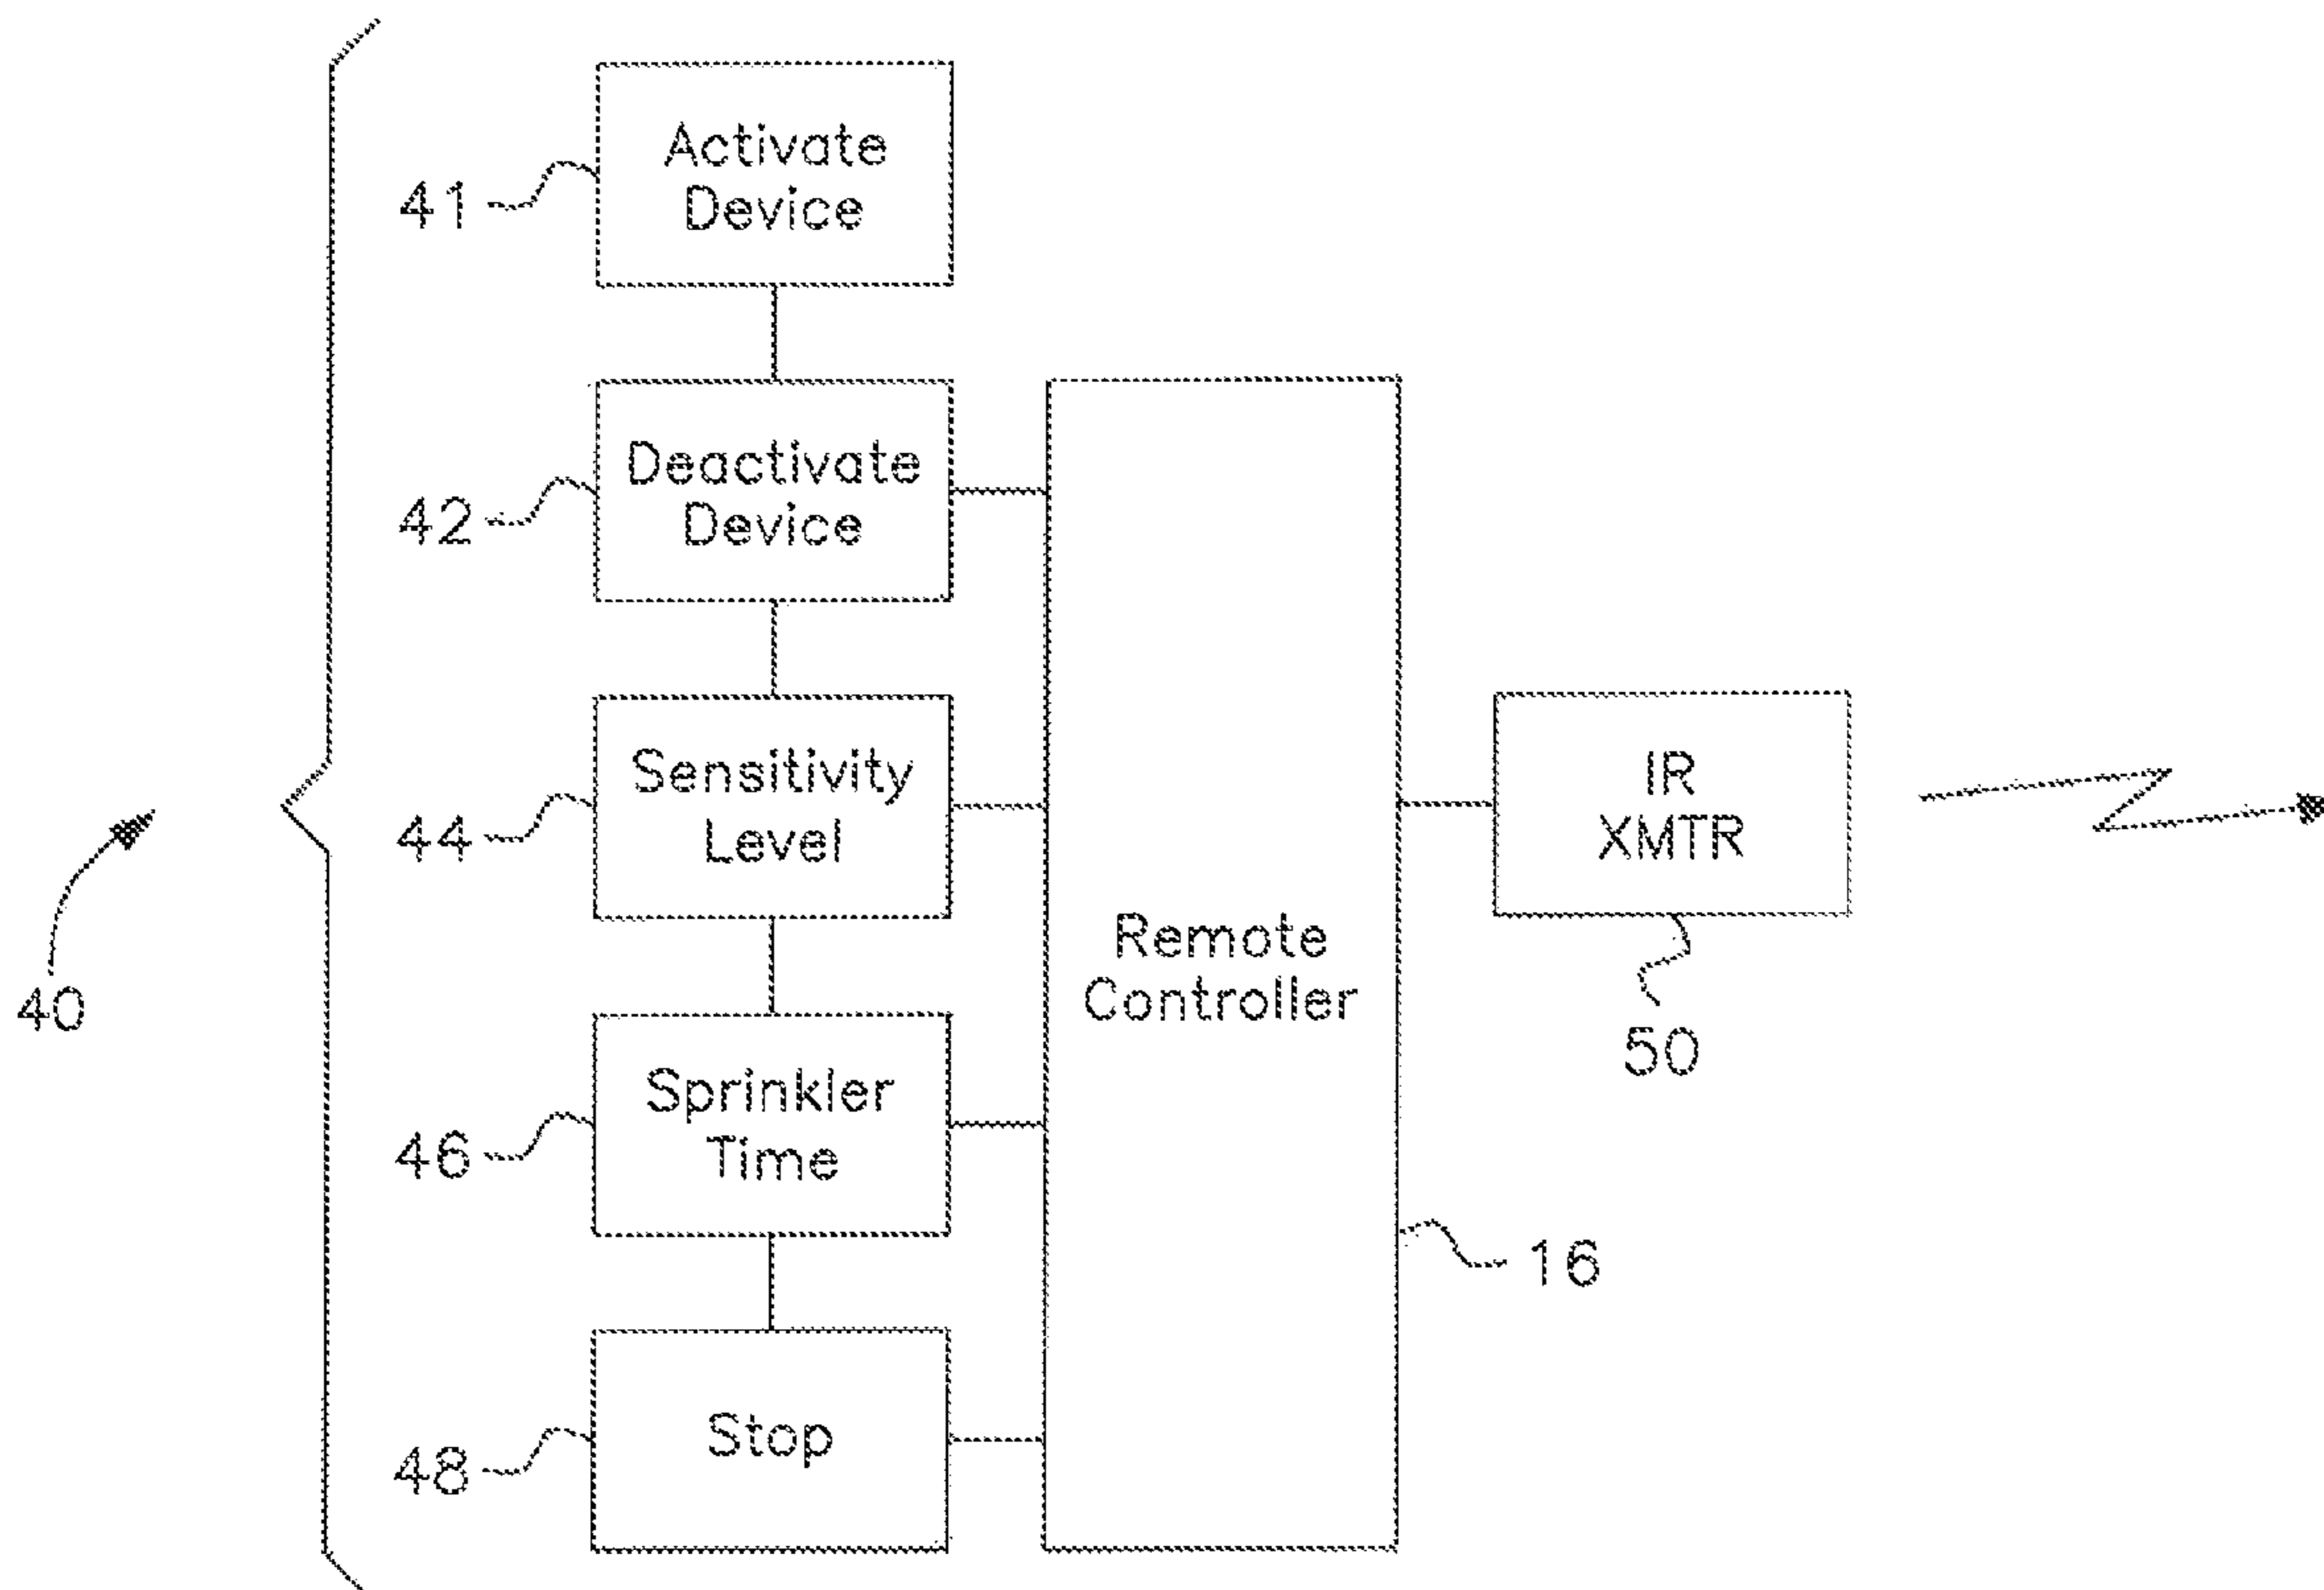 41
Activate
Device
42
Deactivate
Device
44
Sensitivity
Level
46
Sprinkler
Time
48
Stop
40
Remote
Controller
16
IR
XMTR
50